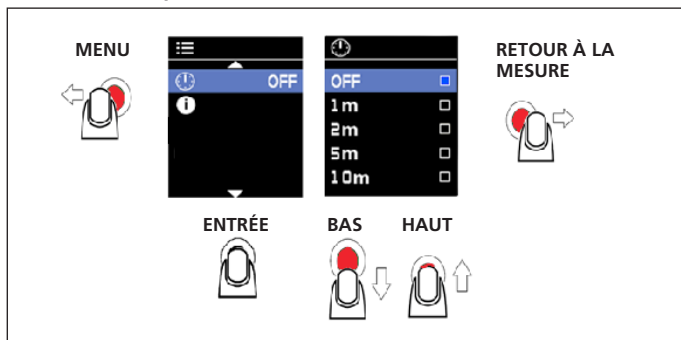 MENU
OFF
OFF
1m
2m
5m
10m
RETOUR À LA
MESURE
ENTRÉE
BAS
HAUT